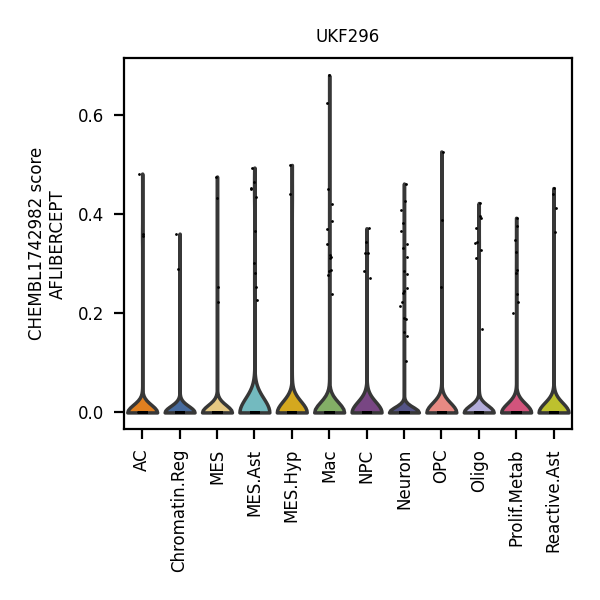 UKF296
CHEMBL1742982 score
AFLIBERCEPT
0.6
0.4
0.2
0.0
AC
Chromatin.Reg
MES
MES.Ast
MES.Hyp
Mac
NPC
Neuron
OPC
Oligo
Prolif.Metab
Reactive.Ast